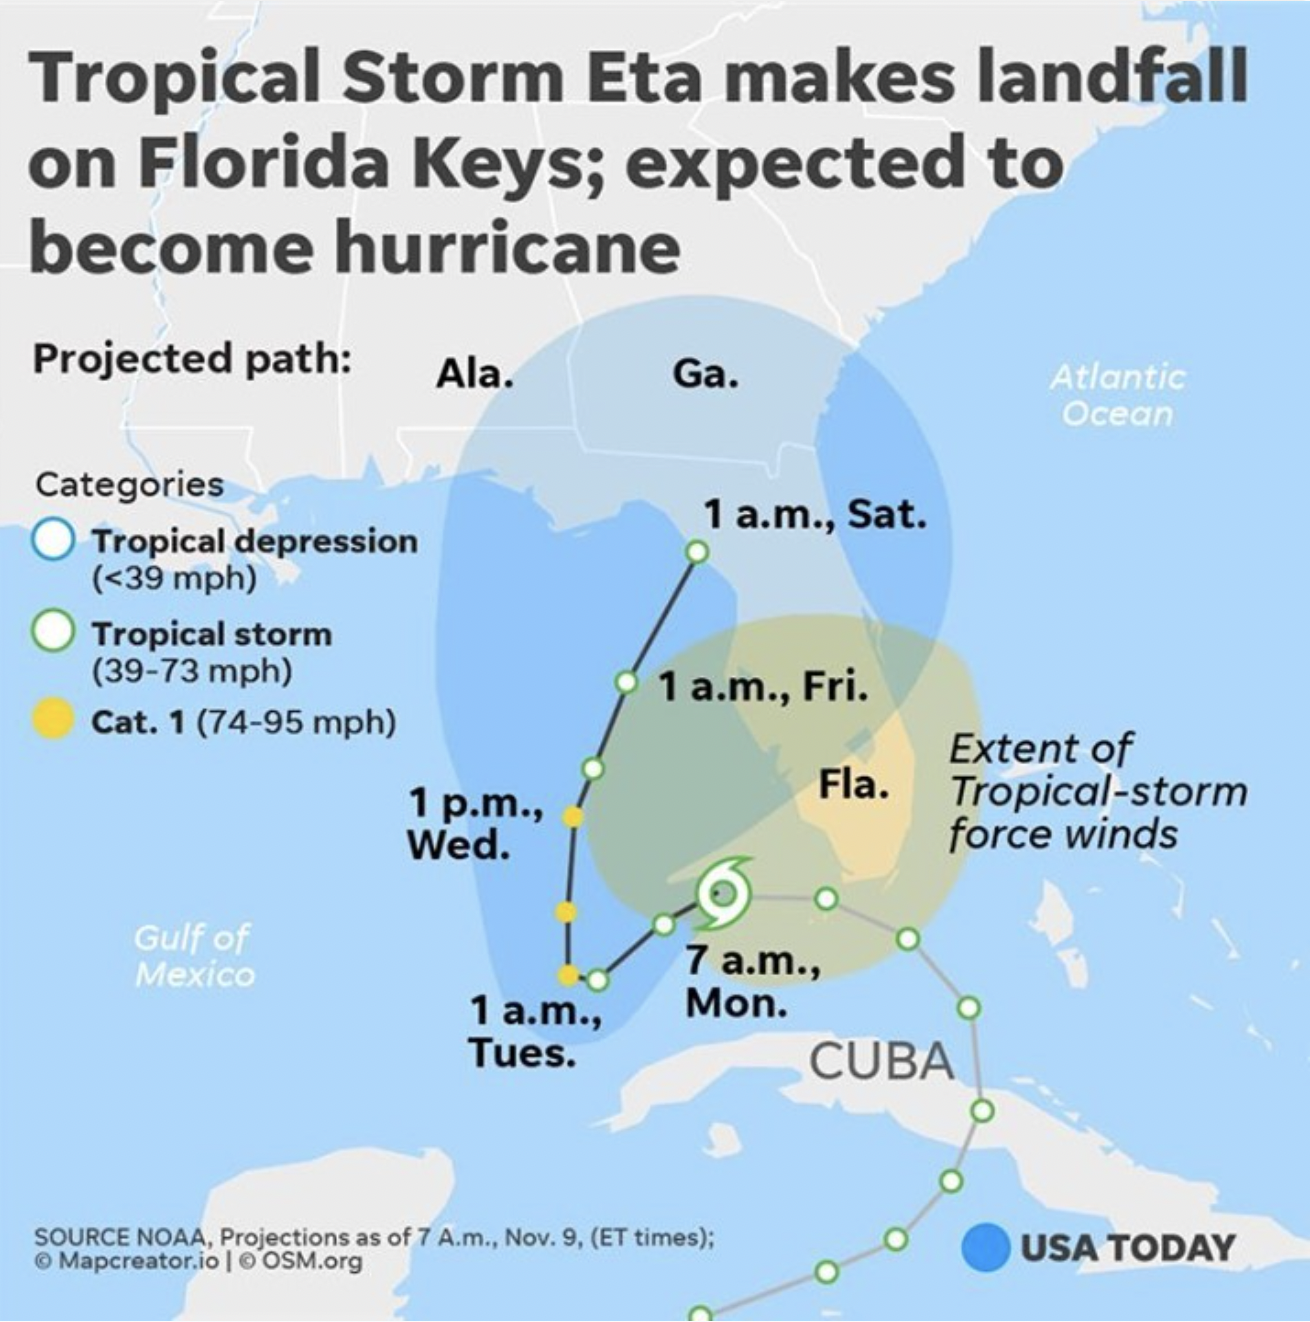 Tropical Storm Eta makes landfall
on Florida Keys; expected to
become hurricane
Projected path:
Ala.
Ga.
Atlantic
Ocean
Categories
Tropical depression
(<39 mph)
Tropical storm
(39-73 mph)
Cat. 1 (74-95 mph)
1 a.m., Sat.
1 a.m., Fri.
Fla.
Extent of
Tropical-storm
force winds
1 p.m.,
Wed.
Gulf of
Mexico
7 a.m.,
Mon.
1 a.m.,
Tues.
CUBA
SOURCE NOAA, Projections as of 7 A.m., Nov. 9, (ET times);
© Mapcreator.io | © OSM.org
USA TODAY